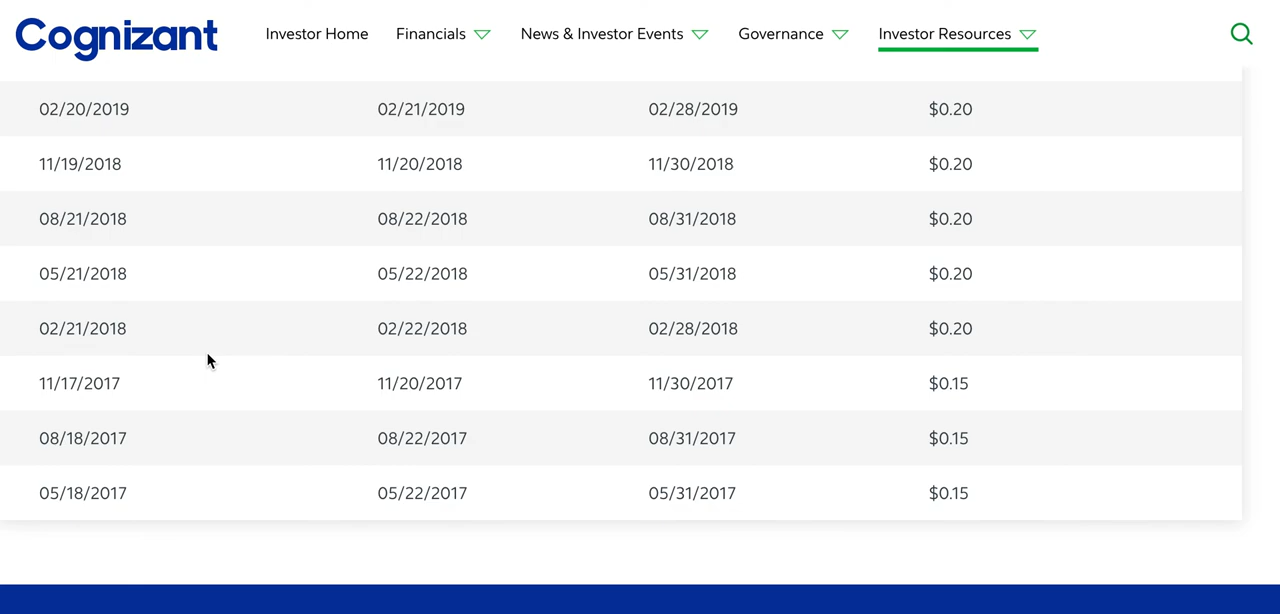 Cognizant Investor Home Financials News & Investor Events Governance Investor Resources
02/20/2019 02/21/2019 02/28/2019 $0.20
11/19/2018 11/20/2018 11/30/2018 $0.20
08/21/2018 08/22/2018 08/31/2018 $0.20
05/21/2018 05/22/2018 05/31/2018 $0.20
02/21/2018 02/22/2018 02/28/2018 $0.20
11/17/2017 11/20/2017 11/30/2017 $0.15
08/18/2017 08/22/2017 08/31/2017 $0.15
05/18/2017 05/22/2017 05/31/2017 $0.15